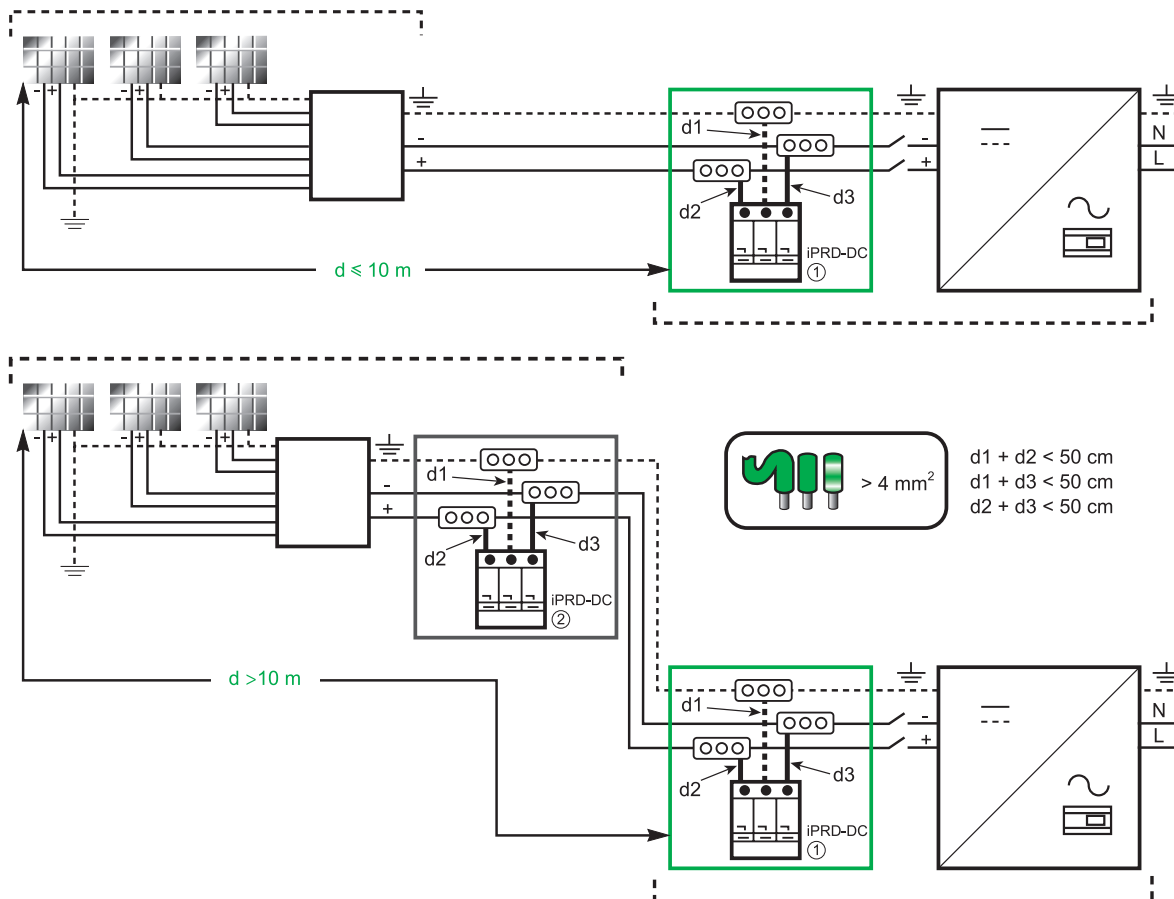 - +
- +
- +
-
+
d1
d2
d3
iPRD-DC
①
-
+
N
L
d ⩽ 10 m
- +
- +
- +
-
+
d1
d2
d3
iPRD-DC
②
> 4 mm²
d1 + d2 < 50 cm
d1 + d3 < 50 cm
d2 + d3 < 50 cm
d >10 m
d1
d2
d3
iPRD-DC
①
-
+
N
L